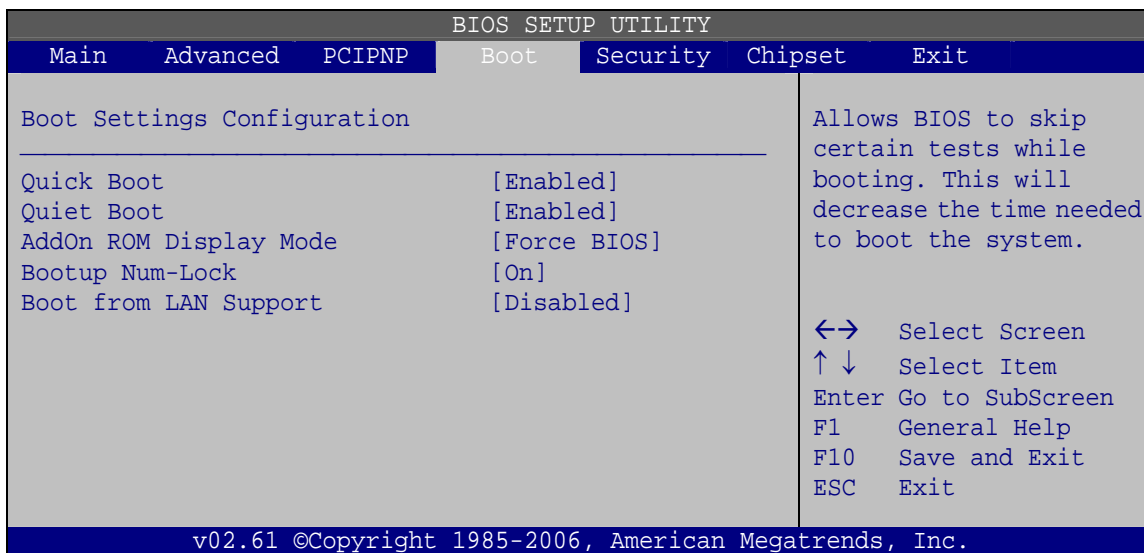 BIOS SETUP UTILITY
Main Advanced PCIPNP Boot Security Chipset Exit
Boot Settings Configuration
Quick Boot [Enabled]
Quiet Boot [Enabled]
AddOn ROM Display Mode [Force BIOS]
Bootup Num-Lock [On]
Boot from LAN Support [Disabled]
Allows BIOS to skip
certain tests while
booting. This will
decrease the time needed
to boot the system.
←→ Select Screen
↑ ↓ Select Item
Enter Go to SubScreen
F1 General Help
F10 Save and Exit
ESC Exit
v02.61 ©Copyright 1985-2006, American Megatrends, Inc.